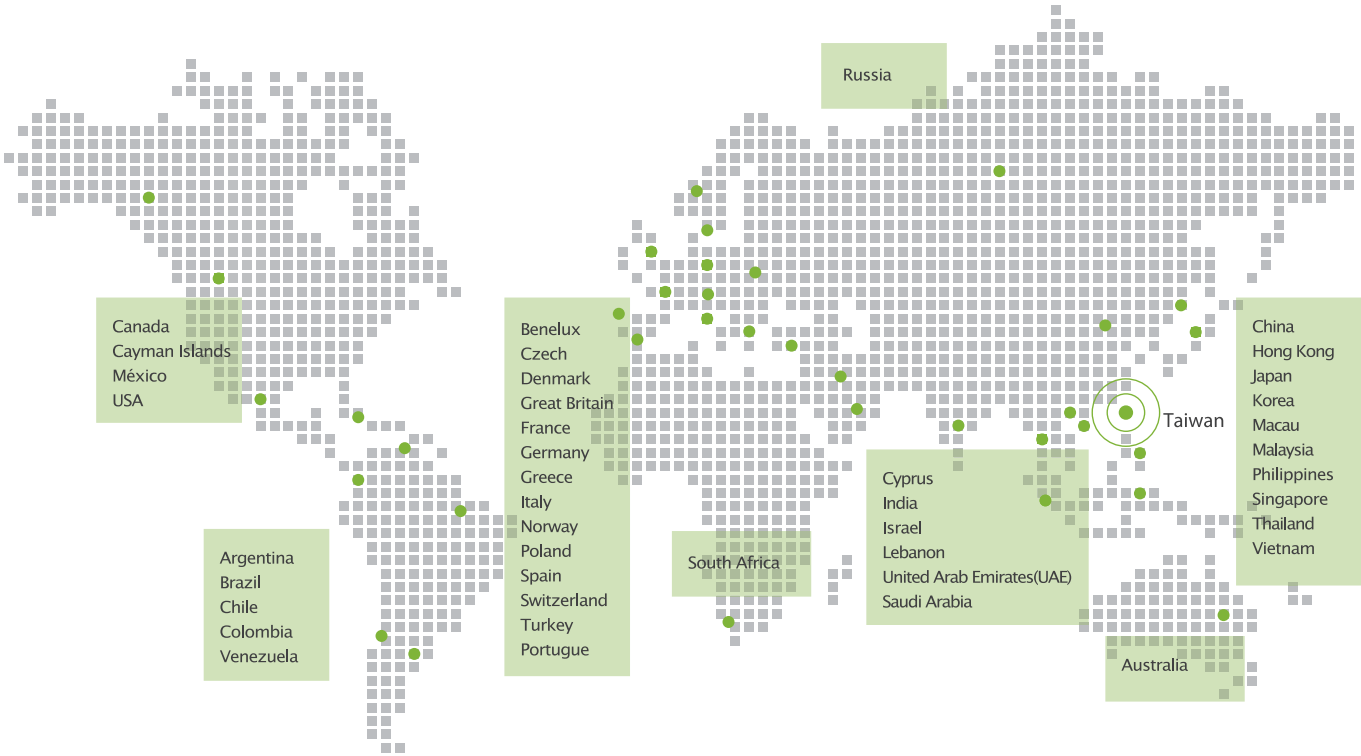 Russia
Canada
Cayman Islands
México
USA
Benelux
Czech
Denmark
Great Britain
France
Germany
Greece
Italy
Norway
Poland
Spain
Switzerland
Turkey
Portugue
China
Hong Kong
Japan
Korea
Macau
Malaysia
Philippines
Singapore
Thailand
Vietnam
Taiwan
Cyprus
India
Israel
Lebanon
United Arab Emirates(UAE)
Saudi Arabia
Argentina
Brazil
Chile
Colombia
Venezuela
South Africa
Australia